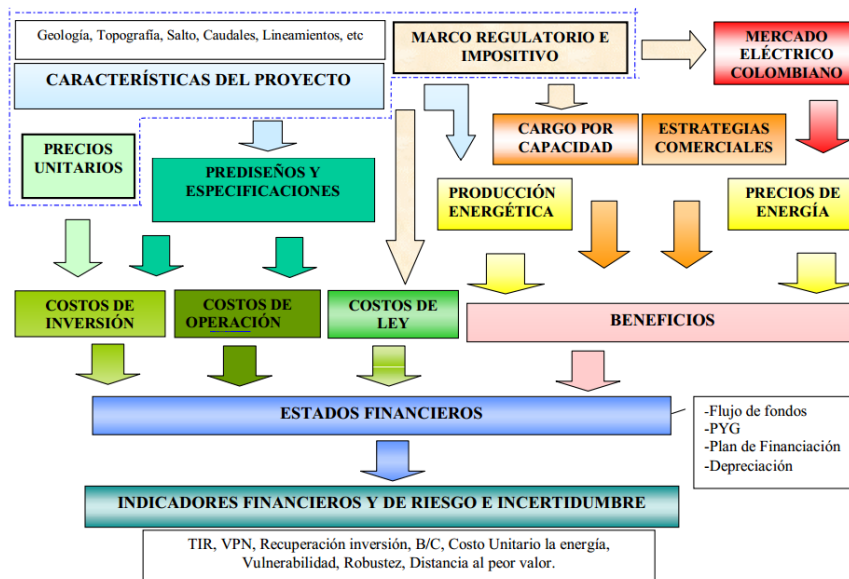 Geología, Topografía, Salto, Caudales, Lineamientos, etc
CARACTERÍSTICAS DEL PROYECTO
MARCO REGULATORIO E
IMPOSITIVO
MERCADO
ELÉCTRICO
COLOMBIANO
PRECIOS
UNITARIOS
PREDISEÑOS Y
ESPECIFICACIONES
CARGO POR
CAPACIDAD
ESTRATEGIAS
COMERCIALES
PRODUCCIÓN
ENERGÉTICA
PRECIOS DE
ENERGÍA
COSTOS DE
INVERSIÓN
COSTOS DE
OPERACIÓN
COSTOS DE
LEY
BENEFICIOS
ESTADOS FINANCIEROS
-Flujo de fondos
-PYG
-Plan de Financiación
-Depreciación
INDICADORES FINANCIEROS Y DE RIESGO E INCERTIDUMBRE
TIR, VPN, Recuperación inversión, B/C, Costo Unitario la energía,
Vulnerabilidad, Robustez, Distancia al peor valor.